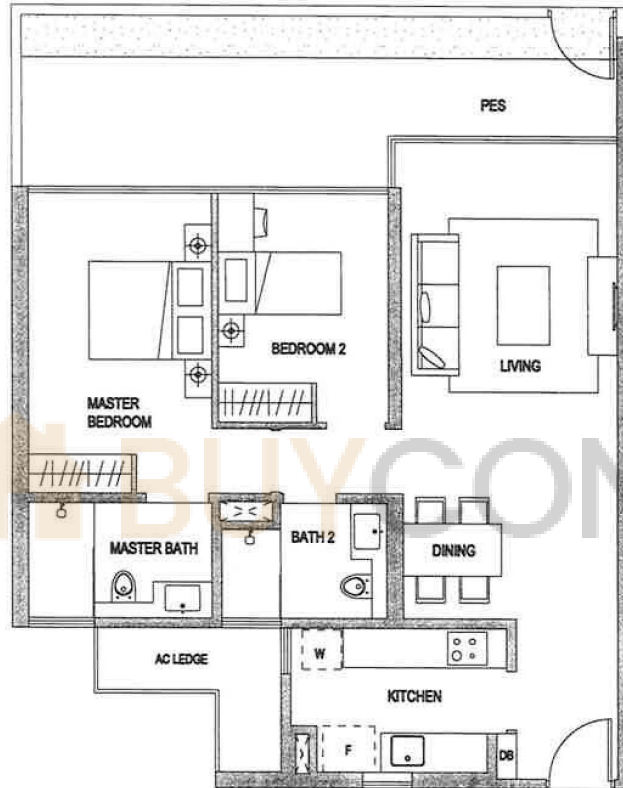 PES
BEDROOM 2
LIVING
MASTER
BEDROOM
BUYCON
MASTER BATH
BATH 2
DINING
AC LEDGE
W
KITCHEN
F
DB